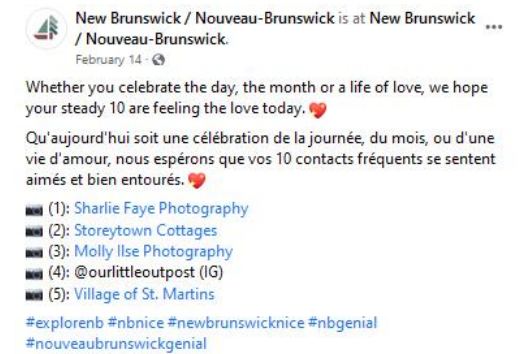 New Brunswick / Nouveau-Brunswick is at New Brunswick
/ Nouveau-Brunswick.
February 14 ·
Whether you celebrate the day, the month or a life of love, we hope
your steady 10 are feeling the love today. 💖
Qu'aujourd'hui soit une célébration de la journée, du mois, ou d'une
vie d'amour, nous espérons que vos 10 contacts fréquents se sentent
aimés et bien entourés. 💖
📷 (1): Sharlie Faye Photography
📷 (2): Storeytown Cottages
📷 (3): Molly Ilse Photography
📷 (4): @ourlittleoutpost (IG)
📷 (5): Village of St. Martins
#explorenb #nbnice #newbrunswicknice #nbgenial
#nouveaubrunswickgenial